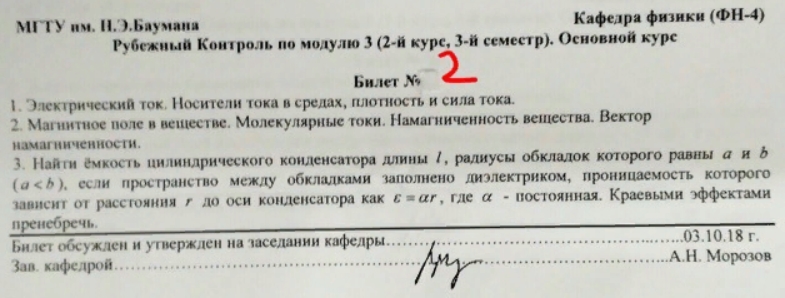 МГТУ им. Н.Э.Баумана Кафедра физики (ФН-4)
Рубежный Контроль по модулю 3 (2-й курс, 3-й семестр). Основной курс
Билет № 2
1. Электрический ток. Носители тока в средах, плотность и сила тока.
2. Магнитное поле в веществе. Молекулярные токи. Намагниченность вещества. Вектор
намагниченности.
3. Найти ёмкость цилиндрического конденсатора длины l, радиусы обкладок которого равны a и b
(a < b), если пространство между обкладками заполнено диэлектриком, проницаемость которого
зависит от расстояния r до оси конденсатора как ε = αr, где α - постоянная. Краевыми эффектами
пренебречь.
Билет обсужден и утвержден на заседании кафедры……………………………………...……03.10.18 г.
Зав. кафедрой……………………………………………………………………...А.Н. Морозов